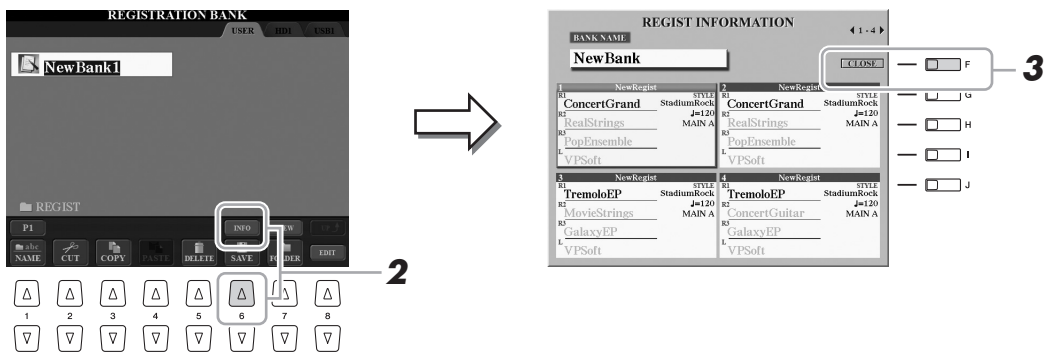 REGISTRATION BANK
USER HD1 USB1
NewBank1
REGIST
P1 INFO UP
abc
NAME CUT COPY PASTE DELETE SAVE FOLDER EDIT
1 2 3 4 5 6 7 8
2
REGIST INFORMATION
1 - 4
BANK NAME
NewBank
CLOSE
F
3
G
H
I
J
1 NewRegist
R1 STYLE
ConcertGrand StadiumRock
R2 ♩=120
RealStrings MAIN A
R3
PopEnsemble
L
VPSoft
2 NewRegist
R1 STYLE
ConcertGrand StadiumRock
R2 ♩=120
RealStrings MAIN A
R3
PopEnsemble
L
VPSoft
3 NewRegist
R1 STYLE
TremoloEP StadiumRock
R2 ♩=120
MovieStrings MAIN A
R3
GalaxyEP
L
VPSoft
4 NewRegist
R1 STYLE
TremoloEP StadiumRock
R2 ♩=120
ConcertGuitar MAIN A
R3
GalaxyEP
L
VPSoft